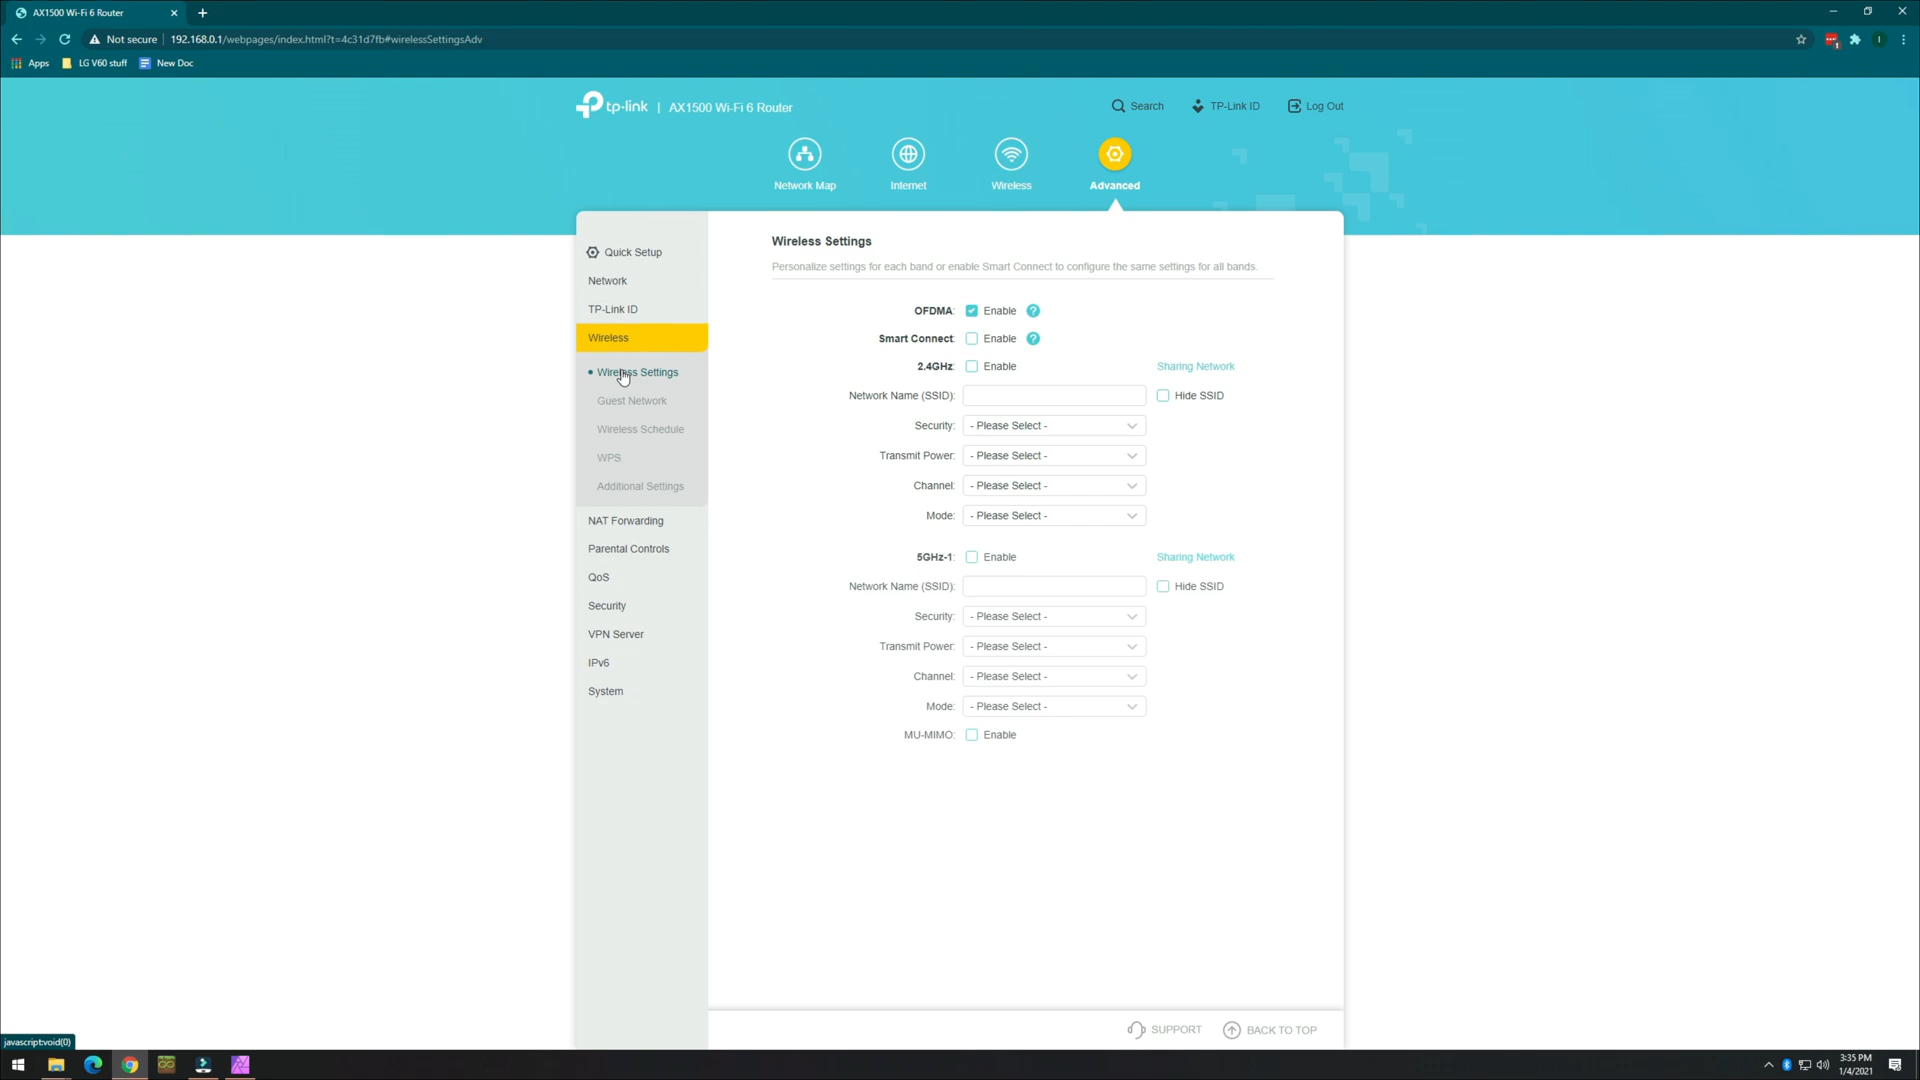 AX1500 Wi-Fi 6 Router
Not secure 192.168.0.1/webpages/index.html?t=4c31d7fb#wirelessSettingsAdv
Apps LG V60 stuff New Doc
tp-link | AX1500 Wi-Fi 6 Router
Search TP-Link ID Log Out
Network Map Internet Wireless Advanced
Quick Setup
Network
TP-Link ID
Wireless
Wireless Settings
Guest Network
Wireless Schedule
WPS
Additional Settings
NAT Forwarding
Parental Controls
QoS
Security
VPN Server
IPv6
System
Wireless Settings
Personalize settings for each band or enable Smart Connect to configure the same settings for all bands.
OFDMA: Enable ?
Smart Connect: Enable ?
2.4GHz: Enable Sharing Network
Network Name (SSID): Hide SSID
Security: - Please Select -
Transmit Power: - Please Select -
Channel: - Please Select -
Mode: - Please Select -
5GHz-1: Enable Sharing Network
Network Name (SSID): Hide SSID
Security: - Please Select -
Transmit Power: - Please Select -
Channel: - Please Select -
Mode: - Please Select -
MU-MIMO: Enable
SUPPORT BACK TO TOP
javascript:void(0)
3:35 PM
1/4/2021